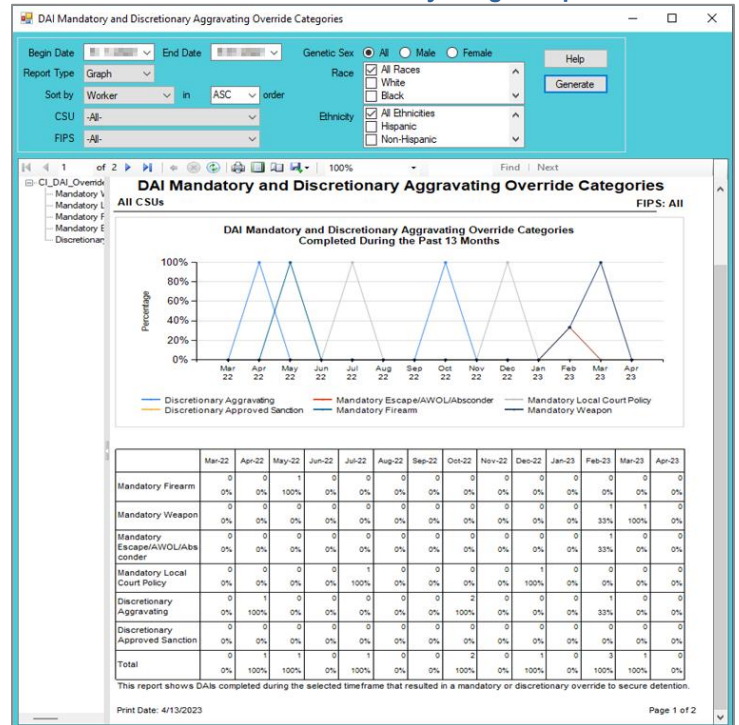 DAI Mandatory and Discretionary Aggravating Override Categories
Begin Date End Date Genetic Sex All Male Female Help
Report Type Graph Race All Races
White
Black
Generate
Sort by Worker in ASC order
CSU -All- Ethnicity All Ethnicities
Hispanic
Non-Hispanic
FIPS -All-
1 of 2 100% Find | Next
CI_DAI_Override
Mandatory
Mandatory L
Mandatory F
Mandatory E
Discretionary
DAI Mandatory and Discretionary Aggravating Override Categories
All CSUs FIPS: All
DAI Mandatory and Discretionary Aggravating Override Categories
Completed During the Past 13 Months
Percentage
100%
80%
60%
40%
20%
0%
Mar Apr May Jun Jul Aug Sep Oct Nov Dec Jan Feb Mar Apr
22 22 22 22 22 22 22 22 22 22 23 23 23 23
Discretionary Aggravating Mandatory Escape/AWOL/Absconder Mandatory Local Court Policy
Discretionary Approved Sanction Mandatory Firearm Mandatory Weapon
Mar-22 Apr-22 May-22 Jun-22 Jul-22 Aug-22 Sep-22 Oct-22 Nov-22 Dec-22 Jan-23 Feb-23 Mar-23 Apr-23
Mandatory Firearm
0 0 1 0 0 0 0 0 0 0 0 0 0 0
0% 0% 100% 0% 0% 0% 0% 0% 0% 0% 0% 0% 0% 0%
Mandatory Weapon
0 0 0 0 0 0 0 0 0 0 0 1 1 0
0% 0% 0% 0% 0% 0% 0% 0% 0% 0% 0% 33% 100% 0%
Mandatory
Escape/AWOL/Abs
conder
0 0 0 0 0 0 0 0 0 0 0 1 0 0
0% 0% 0% 0% 0% 0% 0% 0% 0% 0% 0% 33% 0% 0%
Mandatory Local
Court Policy
0 0 0 0 1 0 0 0 0 1 0 0 0 0
0% 0% 0% 0% 100% 0% 0% 0% 0% 100% 0% 0% 0% 0%
Discretionary
Aggravating
0 1 0 0 0 0 0 2 0 0 0 1 0 0
0% 100% 0% 0% 0% 0% 0% 100% 0% 0% 0% 33% 0% 0%
Discretionary
Approved Sanction
0 0 0 0 0 0 0 0 0 0 0 0 0 0
0% 0% 0% 0% 0% 0% 0% 0% 0% 0% 0% 0% 0% 0%
Total
0 1 1 0 1 0 0 2 0 1 0 3 1 0
0% 100% 100% 0% 100% 0% 0% 100% 0% 100% 0% 100% 100% 0%
This report shows DAIs completed during the selected timeframe that resulted in a mandatory or discretionary override to secure detention.
Print Date: 4/13/2023 Page 1 of 2